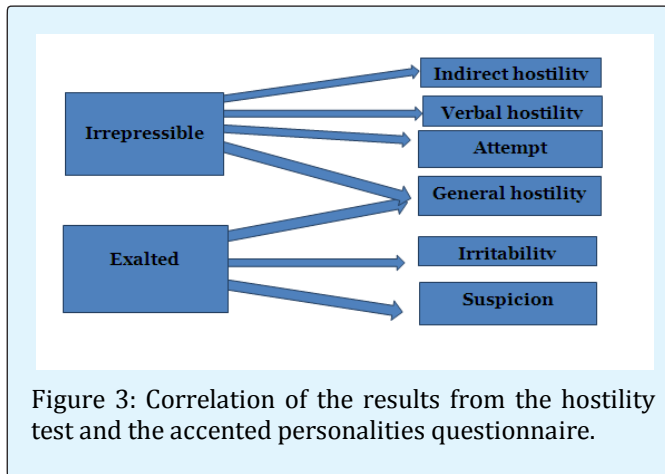 Indirect hostility
Irrepressible
Verbal hostility
Attempt
General hostility
Exalted
Irritability
Suspicion
Figure 3: Correlation of the results from the hostility
test and the accented personalities questionnaire.